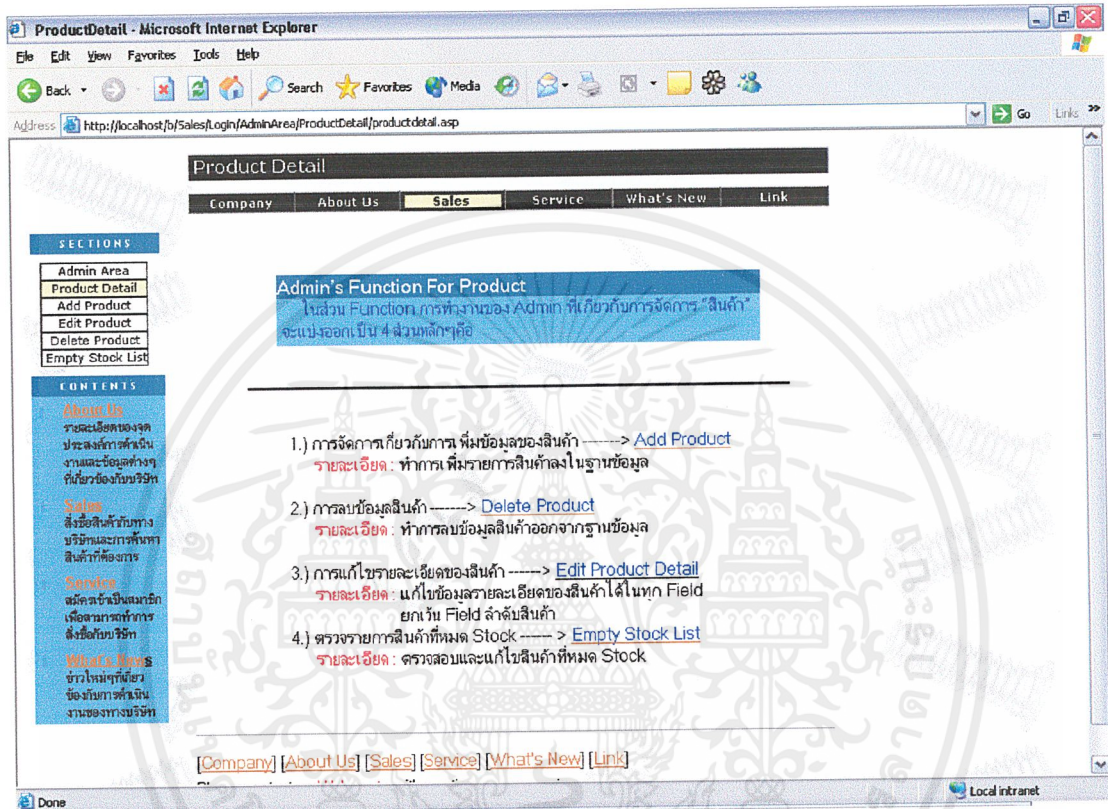 ProductDetail - Microsoft Internet Explorer
File Edit View Favorites Tools Help
Back Search Favorites Media
Address http://localhost/b/Sales/Login/AdminArea/ProductDetail/productdetail.asp Go Links
Product Detail
Company About Us Sales Service What's New Link
SECTIONS
Admin Area
Product Detail
Add Product
Edit Product
Delete Product
Empty Stock List
CONTENTS
About Us
รายละเอียดของจุด
ประสงค์การดำเนิน
งานและข้อมูลต่างๆ
ที่เกี่ยวข้องกับบริษัท
Sales
สั่งซื้อสินค้ากับทาง
บริษัทและการค้นหา
สินค้าที่ต้องการ
Service
สมัครเข้าเป็นสมาชิก
เพื่อสามารถทำการ
สั่งซื้อกับบริษัท
What's News
ข่าวใหม่ๆที่เกี่ยว
ข้องกับการดำเนิน
งานของทางบริษัท
Admin's Function For Product
ในส่วน Function การทำงานของ Admin ที่เกี่ยวกับการจัดการ "สินค้า"
จะแบ่งออกเป็น 4 ส่วนหลักๆคือ
1.) การจัดการเกี่ยวกับการเพิ่มข้อมูลของสินค้า -------> Add Product
รายละเอียด : ทำการเพิ่มรายการสินค้าลงในฐานข้อมูล
2.) การลบข้อมูลสินค้า -------> Delete Product
รายละเอียด : ทำการลบข้อมูลสินค้าออกจากฐานข้อมูล
3.) การแก้ไขรายละเอียดของสินค้า ------> Edit Product Detail
รายละเอียด : แก้ไขข้อมูลรายละเอียดของสินค้าได้ในทุก Field
ยกเว้น Field ลำดับสินค้า
4.) ตรวจรายการสินค้าที่หมด Stock ------ > Empty Stock List
รายละเอียด : ตรวจสอบและแก้ไขสินค้าที่หมด Stock
[Company] [About Us] [Sales] [Service] [What's New] [Link]
Done Local intranet